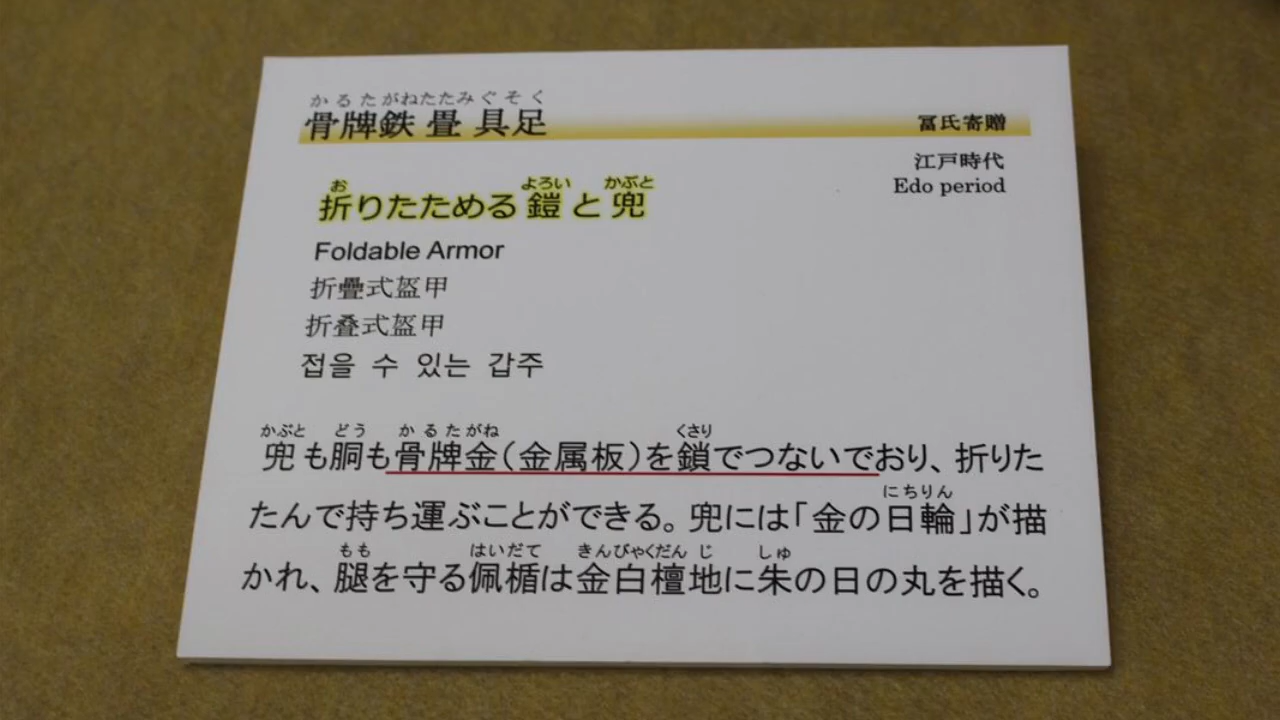 かるたがねたたみぐそく
骨牌鉄 畳 具足
冨氏寄贈
江戸時代
Edo period
お よろい かぶと
折りたためる 鎧 と 兜
Foldable Armor
折疊式盔甲
折叠式盔甲
접을 수 있는 갑주
かぶと どう かるたがね くさり
兜も胴も骨牌金(金属板)を鎖でつないでおり、折りた
にちりん
たんで持ち運ぶことができる。兜には「金の日輪」が描
もも はいだて きんびゃくだん じ しゅ
かれ、腿を守る佩楯は金白檀地に朱の日の丸を描く。